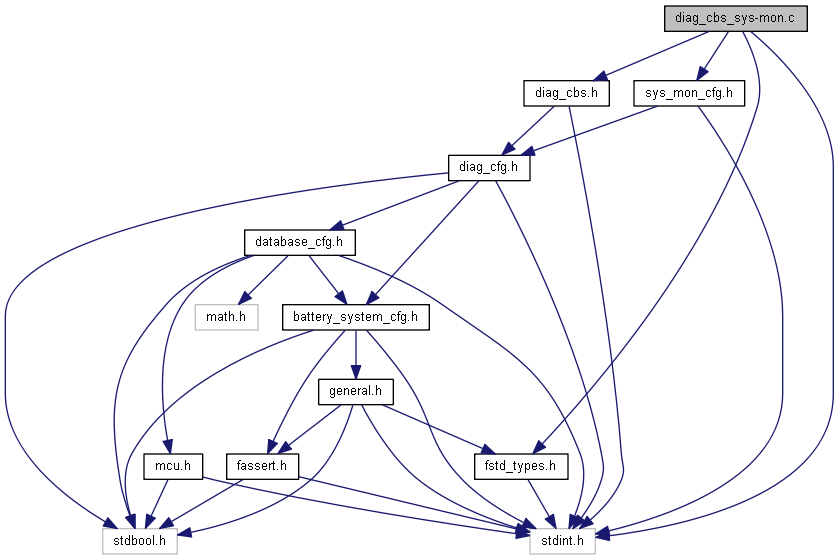 diag_cbs_sys-mon.c
diag_cbs.h
sys_mon_cfg.h
diag_cfg.h
database_cfg.h
math.h
battery_system_cfg.h
general.h
mcu.h
fassert.h
fstd_types.h
stdbool.h
stdint.h